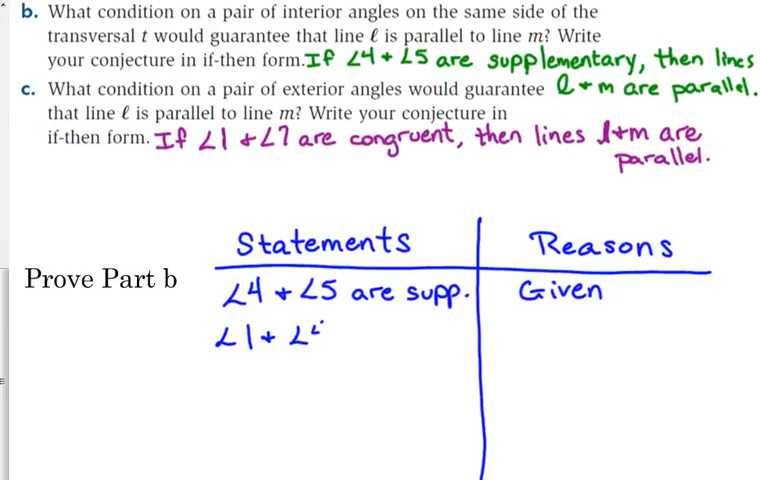 b. What condition on a pair of interior angles on the same side of the
transversal t would guarantee that line ℓ is parallel to line m? Write
your conjecture in if-then form. If ∠4 + ∠5 are supplementary, then lines
l + m are parallel.
c. What condition on a pair of exterior angles would guarantee
that line ℓ is parallel to line m? Write your conjecture in
if-then form. If ∠1 + ∠7 are congruent, then lines l + m are
parallel.
Statements Reasons
Prove Part b
∠4 + ∠5 are supp. Given
∠1 + ∠